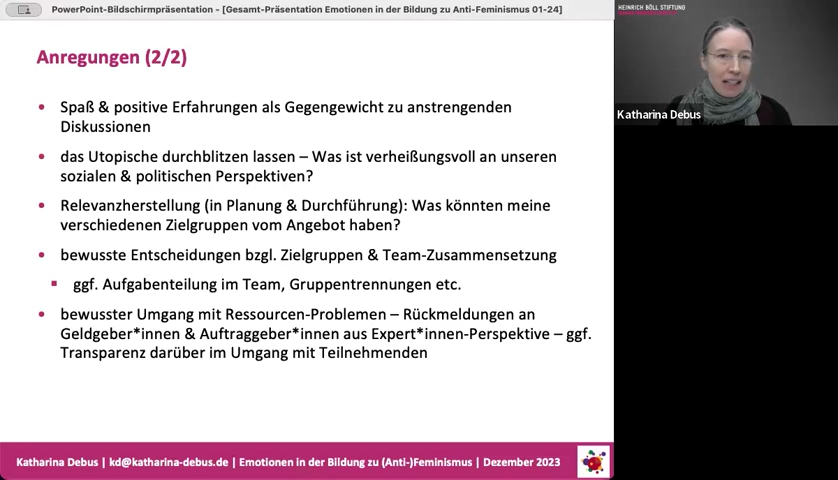 PowerPoint-Bildschirmpräsentation - [Gesamt-Präsentation Emotionen in der Bildung zu Anti-Feminismus 01-24]
HEINRICH BÖLL STIFTUNG
Katharina Debus
Anregungen (2/2)
• Spaß & positive Erfahrungen als Gegengewicht zu anstrengenden
Diskussionen
• das Utopische durchblitzen lassen – Was ist verheißungsvoll an unseren
sozialen & politischen Perspektiven?
• Relevanzherstellung (in Planung & Durchführung): Was könnten meine
verschiedenen Zielgruppen vom Angebot haben?
• bewusste Entscheidungen bzgl. Zielgruppen & Team-Zusammensetzung
▪ ggf. Aufgabenteilung im Team, Gruppentrennungen etc.
• bewusster Umgang mit Ressourcen-Problemen – Rückmeldungen an
Geldgeber*innen & Auftraggeber*innen aus Expert*innen-Perspektive – ggf.
Transparenz darüber im Umgang mit Teilnehmenden
Katharina Debus | kd@katharina-debus.de | Emotionen in der Bildung zu (Anti-)Feminismus | Dezember 2023